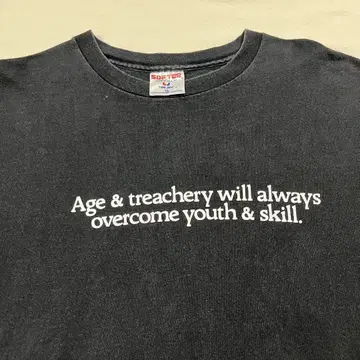 Age & treachery will always
overcome youth & skill.